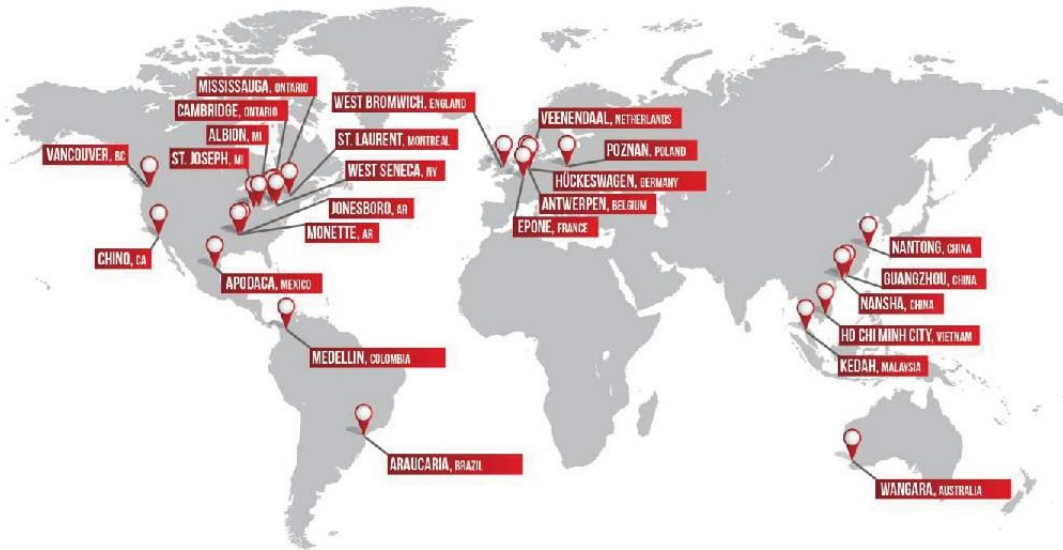 MISSISSAUGA, ONTARIO
CAMBRIDGE, ONTARIO
ALBION, MI
ST. JOSEPH, MI
VANCOUVER, BC
ST. LAURENT, MONTREAL
WEST SENECA, NY
JONESBORO, AR
MONETTE, AR
CHINO, CA
APODACA, MEXICO
MEDELLIN, COLOMBIA
ARAUCARIA, BRAZIL
WEST BROMWICH, ENGLAND
VEENENDAAL, NETHERLANDS
POZNAN, POLAND
HÜCKESWAGEN, GERMANY
ANTWERPEN, BELGIUM
EPONE, FRANCE
NANTONG, CHINA
GUANGZHOU, CHINA
NANSHA, CHINA
HO CHI MINH CITY, VIETNAM
KEDAH, MALAYSIA
WANGARA, AUSTRALIA